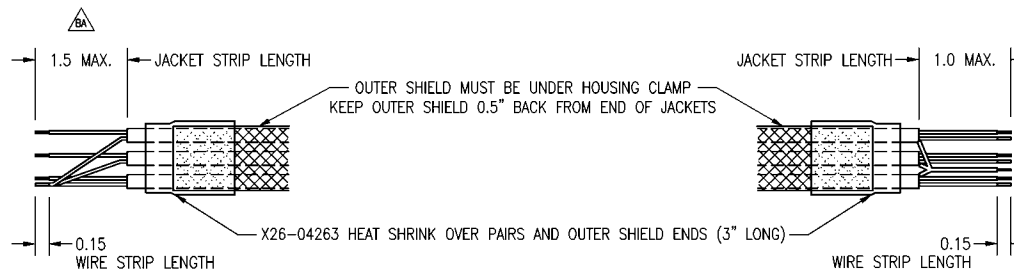 BA
1.5 MAX.
JACKET STRIP LENGTH
JACKET STRIP LENGTH
1.0 MAX.
OUTER SHIELD MUST BE UNDER HOUSING CLAMP
KEEP OUTER SHIELD 0.5" BACK FROM END OF JACKETS
X26-04263 HEAT SHRINK OVER PAIRS AND OUTER SHIELD ENDS (3" LONG)
0.15
WIRE STRIP LENGTH
0.15
WIRE STRIP LENGTH